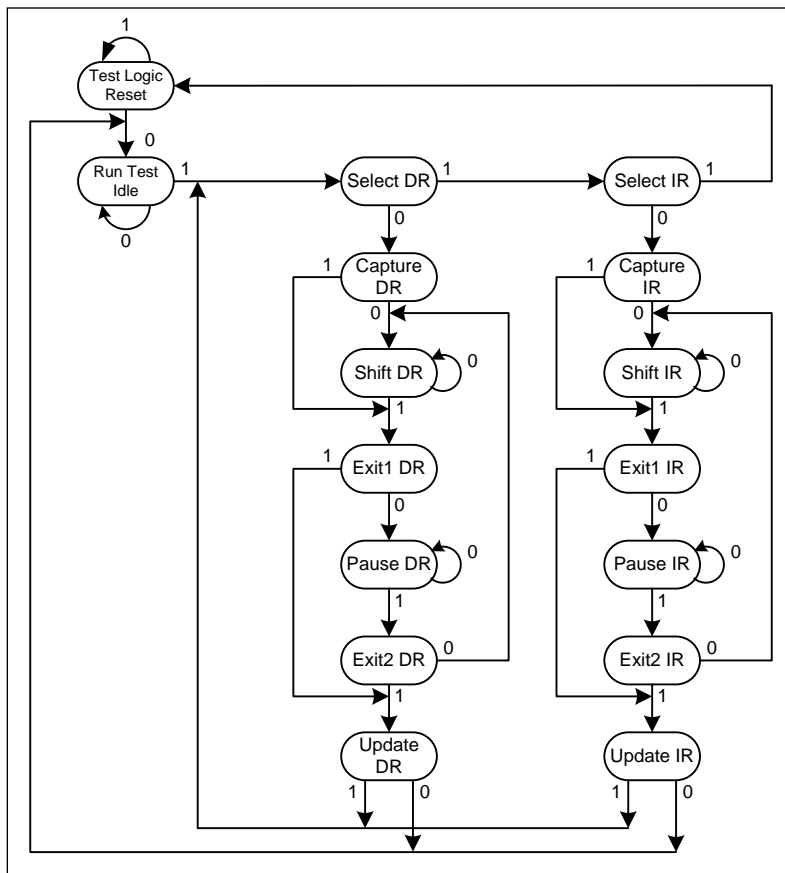 1
Test Logic
Reset
0
Run Test
Idle
1
0
Select DR
1
Select IR
1
0
0
1
Capture
DR
1
Capture
IR
0
0
Shift DR
0
Shift IR
0
1
1
1
Exit1 DR
1
Exit1 IR
0
0
Pause DR
0
Pause IR
0
1
1
Exit2 DR
0
Exit2 IR
0
1
1
Update
DR
Update IR
1
0
1
0